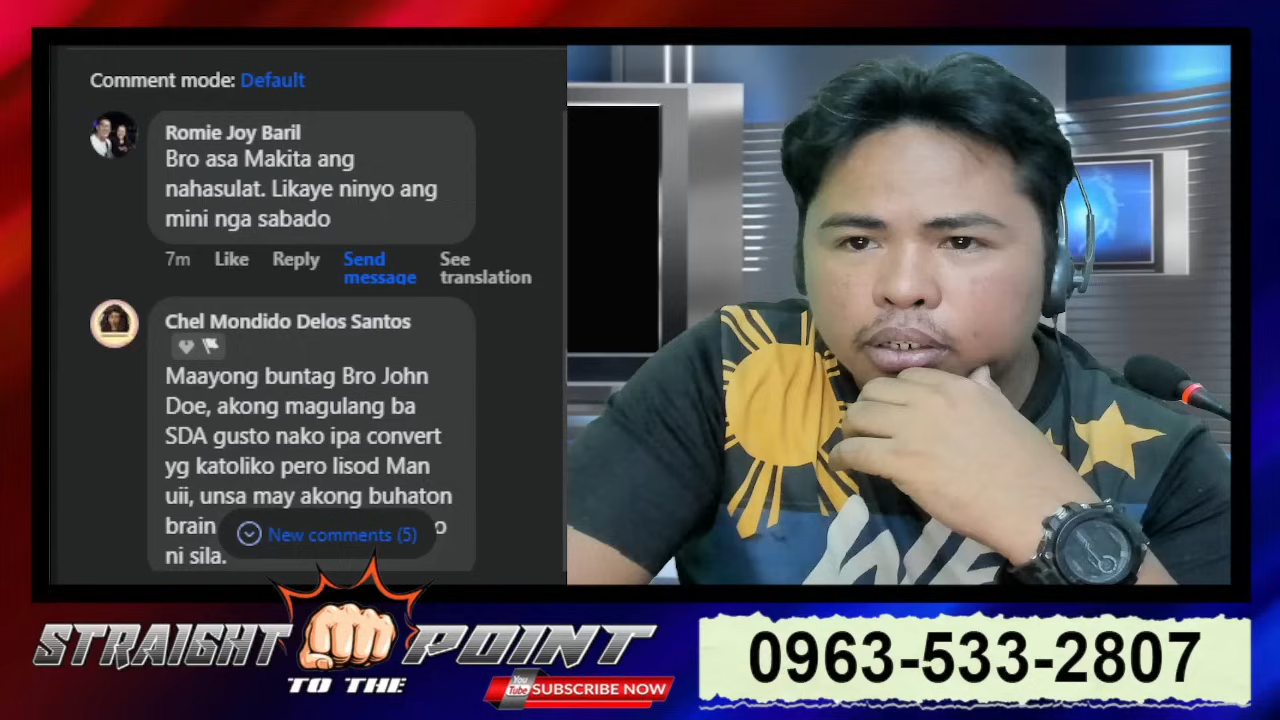 Comment mode: Default
Romie Joy Baril
Bro asa Makita ang
nahasulat. Likaye ninyo ang
mini nga sabado
7m Like Reply Send message See translation
Chel Mondido Delos Santos
Maayong buntag Bro John
Doe, akong magulang ba
SDA gusto nako ipa convert
yg katoliko pero lisod Man
uii, unsa may akong buhaton
brain o
New comments (5)
ni sila.
STRAIGHT POINT
TO THE
You Tube SUBSCRIBE NOW
0963-533-2807